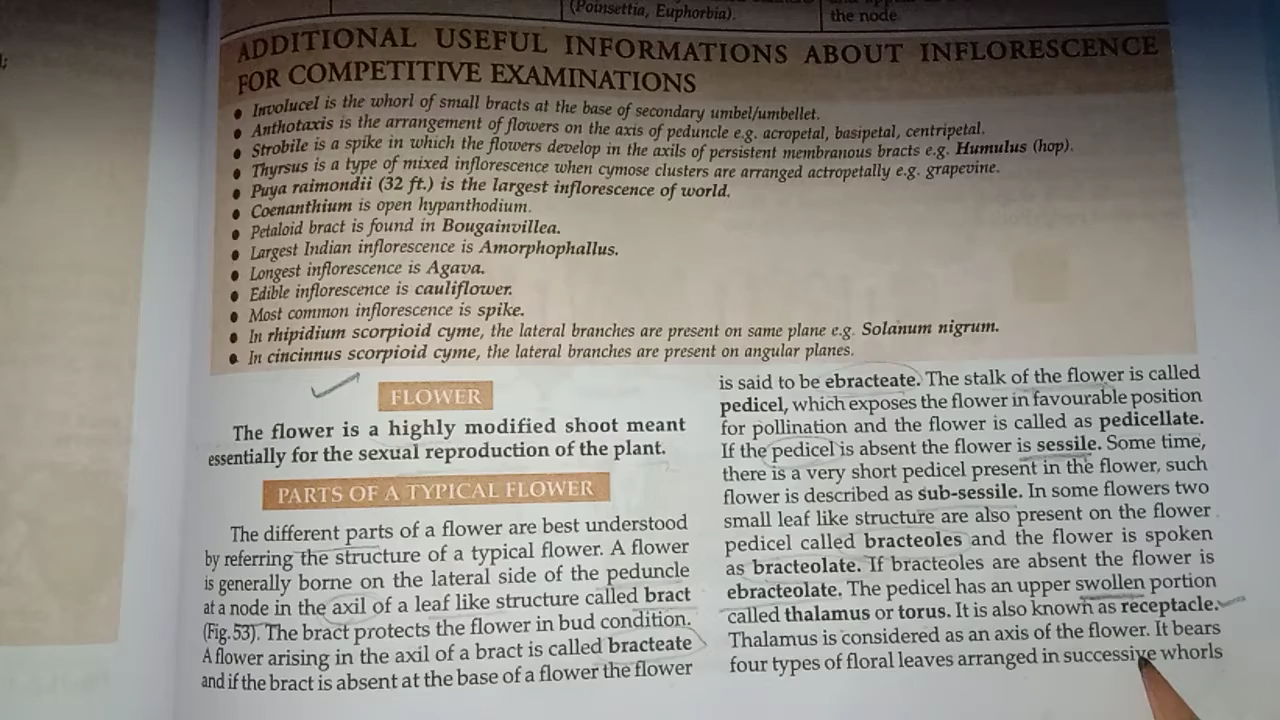 (Poinsettia, Euphorbia).
the node
ADDITIONAL USEFUL INFORMATIONS ABOUT INFLORESCENCE
FOR COMPETITIVE EXAMINATIONS
• Involucel is the whorl of small bracts at the base of secondary umbel/umbellet.
• Anthotaxis is the arrangement of flowers on the axis of peduncle e.g. acropetal, basipetal, centripetal.
• Strobile is a spike in which the flowers develop in the axils of persistent membranous bracts e.g. Humulus (hop).
• Thyrsus is a type of mixed inflorescence when cymose clusters are arranged actropetally e.g. grapevine.
• Puya raimondii (32 ft.) is the largest inflorescence of world.
• Coenanthium is open hypanthodium.
• Petaloid bract is found in Bougainvillea.
• Largest Indian inflorescence is Amorphophallus.
• Longest inflorescence is Agava.
• Edible inflorescence is cauliflower.
• Most common inflorescence is spike.
• In rhipidium scorpioid cyme, the lateral branches are present on same plane e.g. Solanum nigrum.
• In cincinnus scorpioid cyme, the lateral branches are present on angular planes.
FLOWER
The flower is a highly modified shoot meant
essentially for the sexual reproduction of the plant.
PARTS OF A TYPICAL FLOWER
The different parts of a flower are best understood
by referring the structure of a typical flower. A flower
is generally borne on the lateral side of the peduncle
at a node in the axil of a leaf like structure called bract
(Fig. 53). The bract protects the flower in bud condition.
A flower arising in the axil of a bract is called bracteate
and if the bract is absent at the base of a flower the flower
is said to be ebracteate. The stalk of the flower is called
pedicel, which exposes the flower in favourable position
for pollination and the flower is called as pedicellate.
If the pedicel is absent the flower is sessile. Some time,
there is a very short pedicel present in the flower, such
flower is described as sub-sessile. In some flowers two
small leaf like structure are also present on the flower
pedicel called bracteoles and the flower is spoken
as bracteolate. If bracteoles are absent the flower is
ebracteolate. The pedicel has an upper swollen portion
called thalamus or torus. It is also known as receptacle.
Thalamus is considered as an axis of the flower. It bears
four types of floral leaves arranged in successive whorls